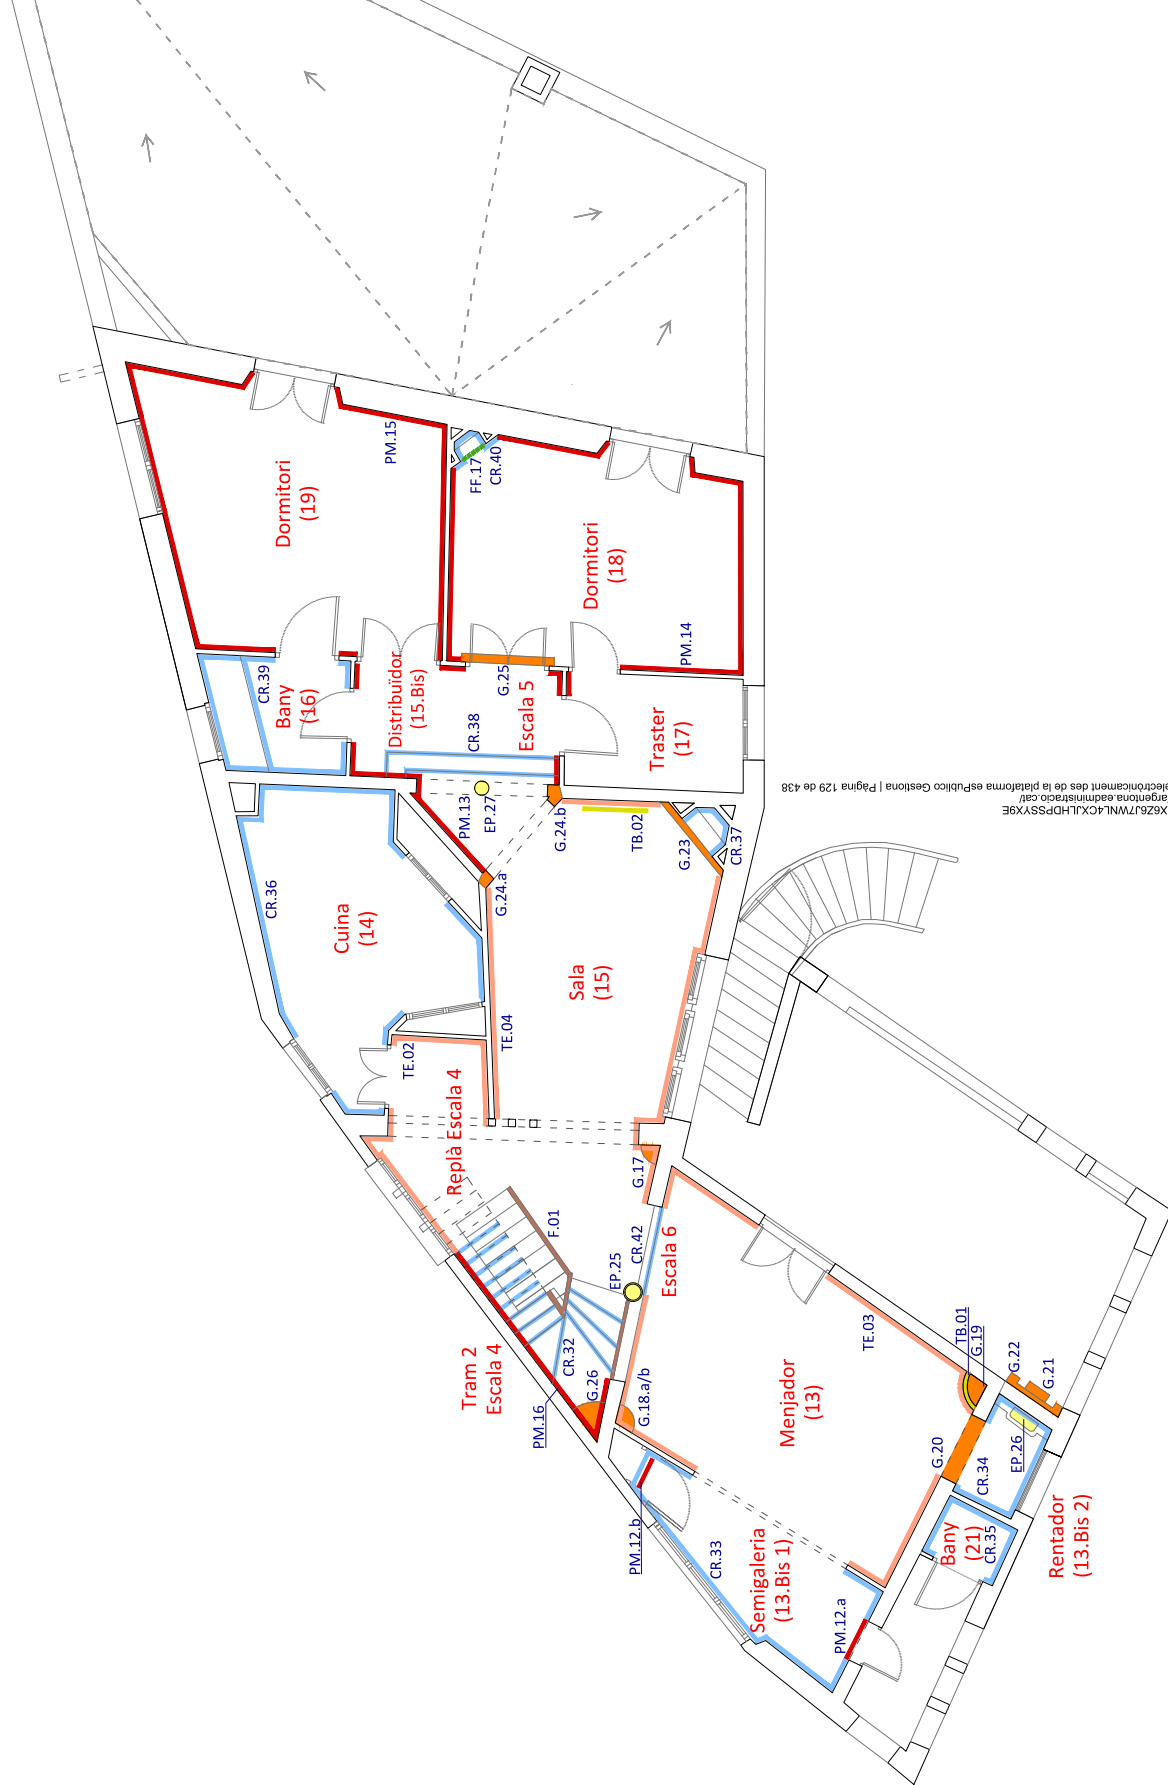 Dormitori
(19)
PM.15
FF.17
CR.40
Dormitori
(18)
PM.14
CR.39
Bany
(16)
Distribuïdor
(15.Bis)
CR.38
G.25
Escala 5
Traster
(17)
PM.13
EP.27
G.24.b
TB.02
G.23
CR.37
G.24.a
CR.36
Cuina
(14)
Sala
(15)
TE.04
TE.02
Replà Escala 4
G.17
F.01
EP.25
CR.42
Escala 6
Tram 2
Escala 4
CR.32
G.26
PM.16
G.18.a/b
TE.03
Menjador
(13)
TB.01
G.19
G.22
G.21
G.20
CR.34
EP.26
PM.12.b
CR.33
Semigaleria
(13.Bis 1)
PM.12.a
Bany
(21)
CR.35
Rentador
(13.Bis 2)
X6Z6J7WNL4CXJLHDPSSYXX9E
argentona.eadministracio.cat/
electrònicament des de la plataforma esPublico Gestiona | Página 129 de 438